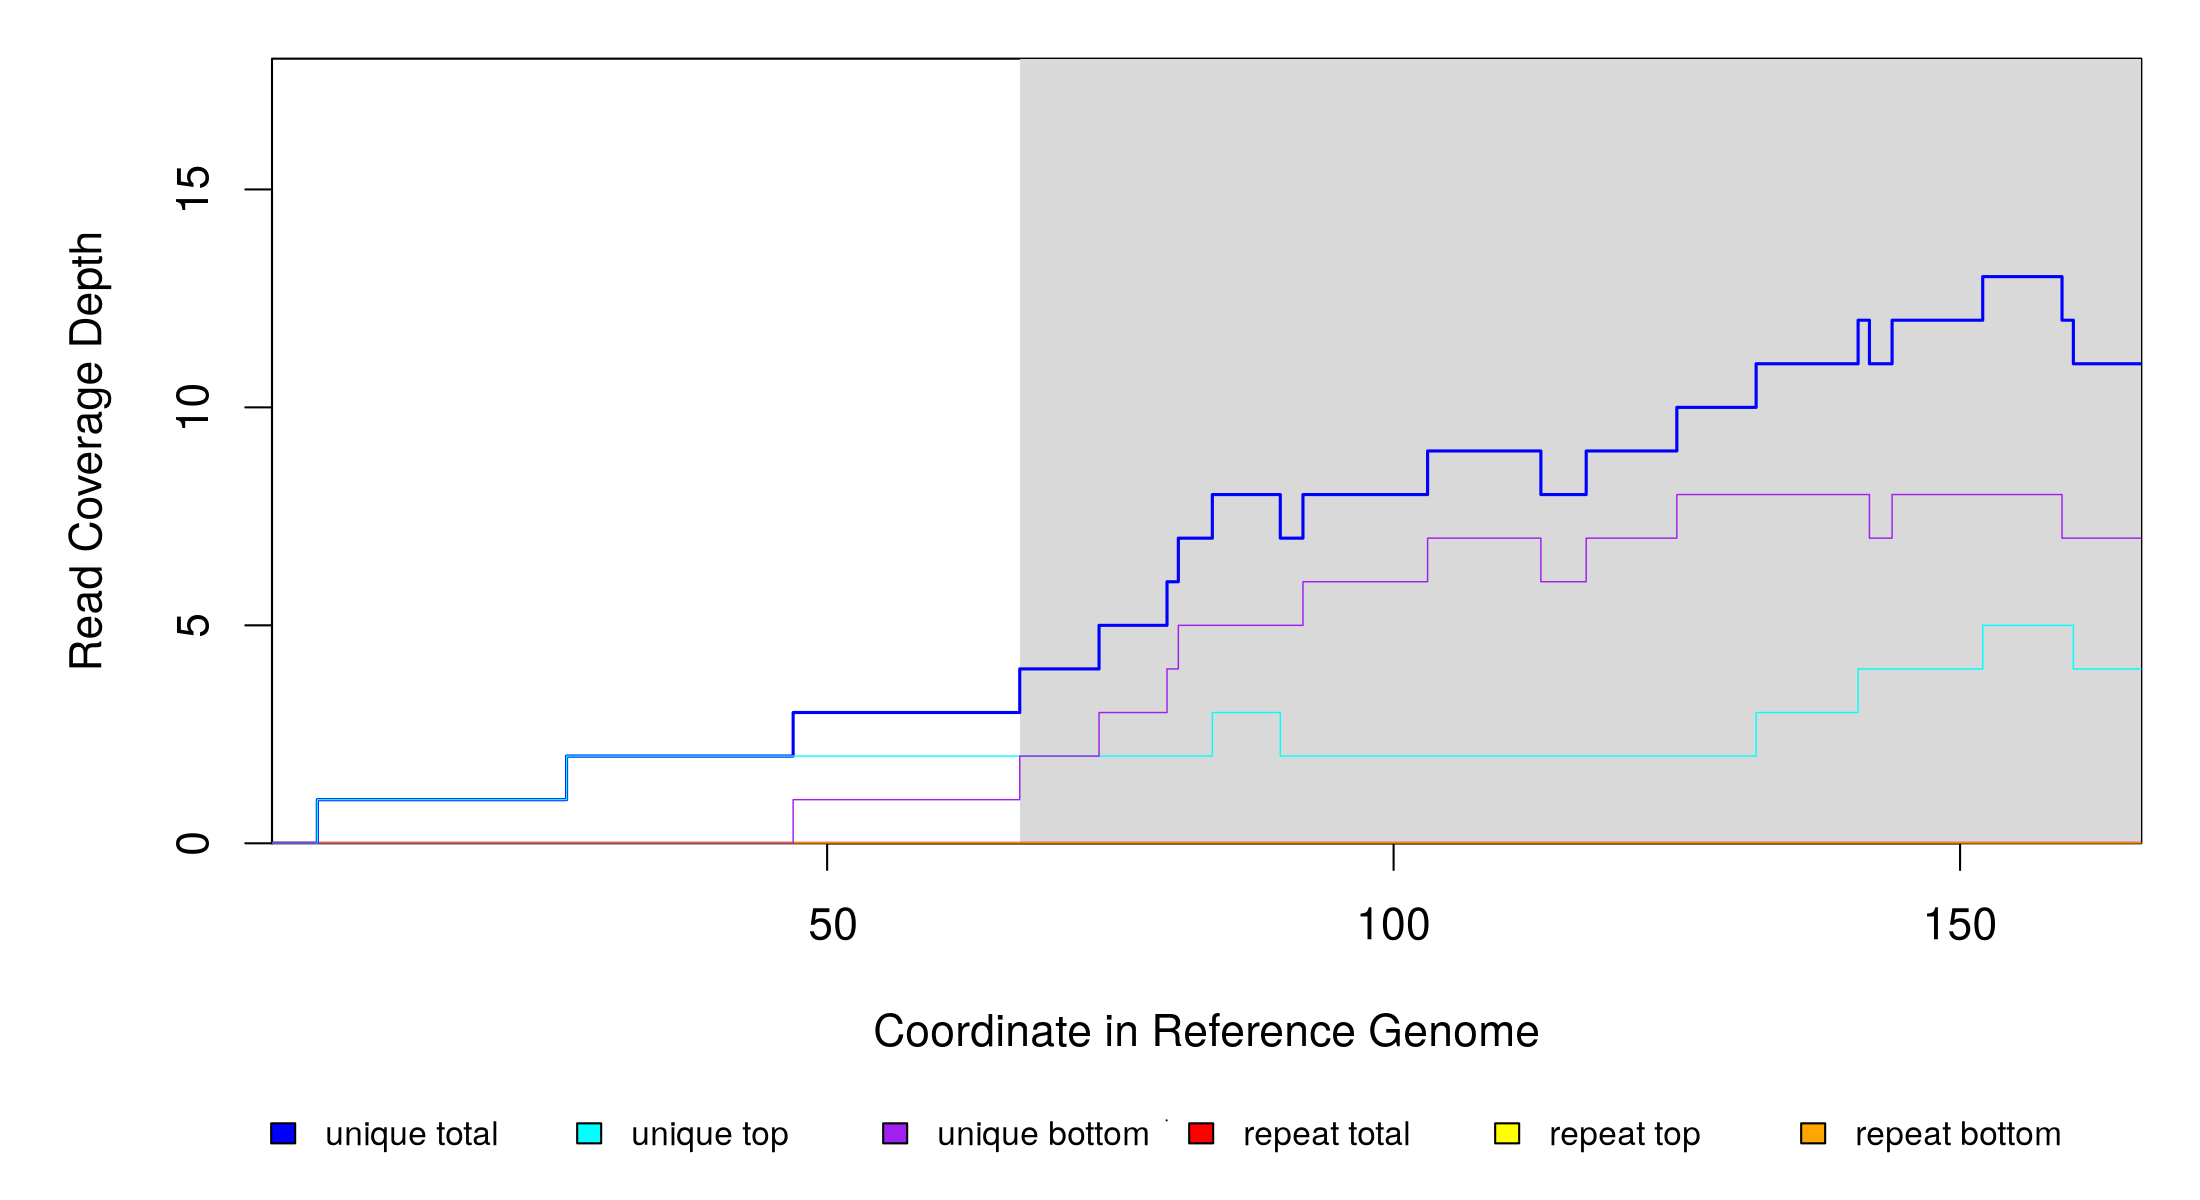 Read Coverage Depth
15
10
5
0
50 100 150
Coordinate in Reference Genome
unique total unique top unique bottom repeat total repeat top repeat bottom